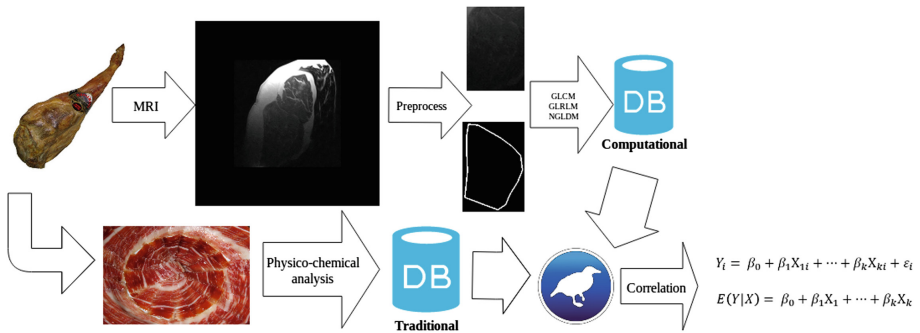 MRI
Preprocess
GLCM
GLRLM
NGLDM
DB
Computational
Physico-chemical
analysis
DB
Traditional
Correlation
Yᵢ = β₀ + β₁X₁ᵢ + ⋯ + βₖXₖᵢ + εᵢ
E(Y|X) = β₀ + β₁X₁ + ⋯ + βₖXₖ